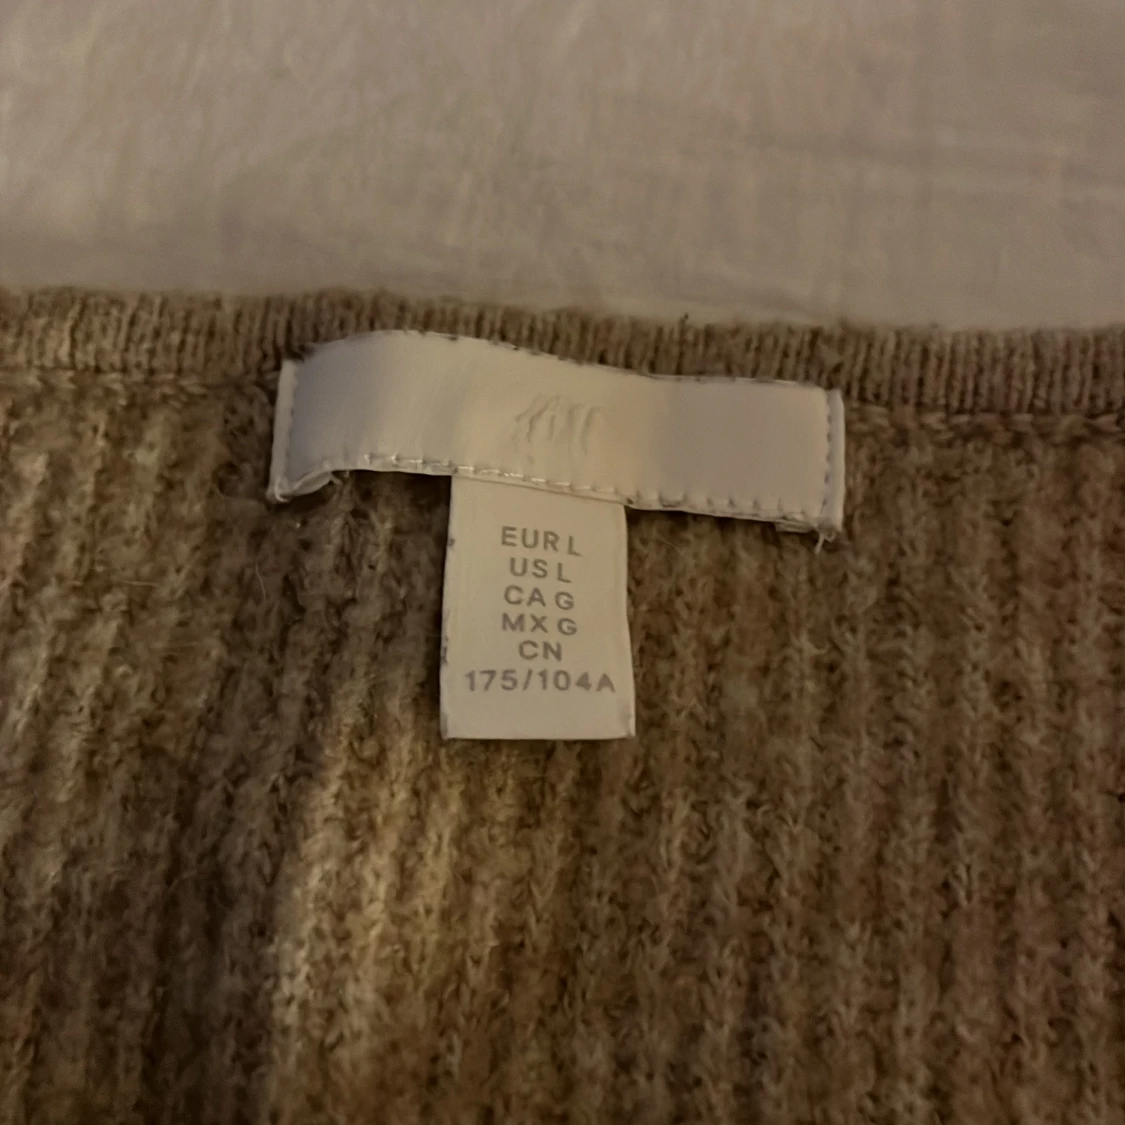 H&M
EUR L
US L
CA G
MX G
CN
175/104A